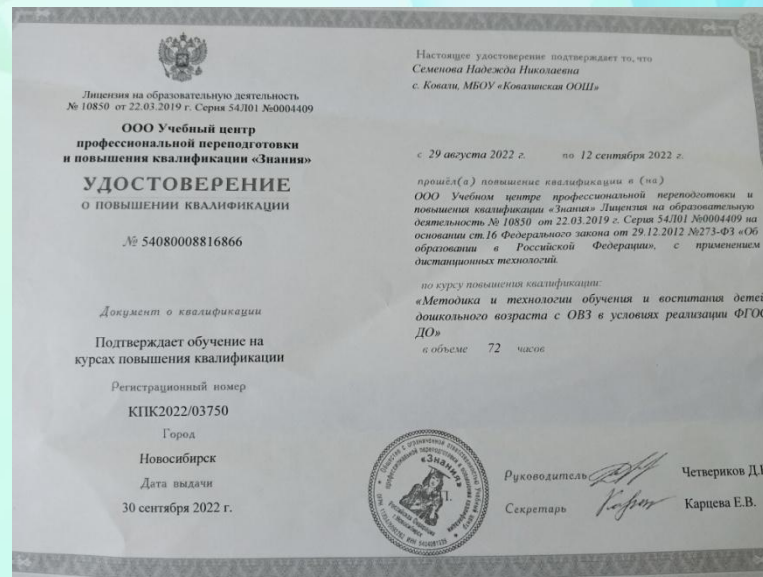 Лицензия на образовательную деятельность
№ 10850 от 22.03.2019 г. Серия 54Л01 №0004409
ООО Учебный центр
профессиональной переподготовки
и повышения квалификации «Знания»
УДОСТОВЕРЕНИЕ
О ПОВЫШЕНИИ КВАЛИФИКАЦИИ
№ 54080008816866
Документ о квалификации
Подтверждает обучение на
курсах повышения квалификации
Регистрационный номер
КПК2022/03750
Город
Новосибирск
Дата выдачи
30 сентября 2022 г.
Настоящее удостоверение подтверждает то, что
Семенова Надежда Николаевна
с. Ковали, МБОУ «Ковалинская ООШ»
с 29 августа 2022 г. по 12 сентября 2022 г.
прошёл(а) повышение квалификации в (на)
ООО Учебном центре профессиональной переподготовки и
повышения квалификации «Знания» Лицензия на образовательную
деятельность № 10850 от 22.03.2019 г. Серия 54Л01 №0004409 на
основании ст.16 Федерального закона от 29.12.2012 №273-ФЗ «Об
образовании в Российской Федерации», с применением
дистанционных технологий.
по курсу повышения квалификации:
«Методика и технологии обучения и воспитания детей
дошкольного возраста с ОВЗ в условиях реализации ФГОС
ДО»
в объеме 72 часов
«Знания»
Руководитель Четвериков Д.
Секретарь Карцева Е.В.